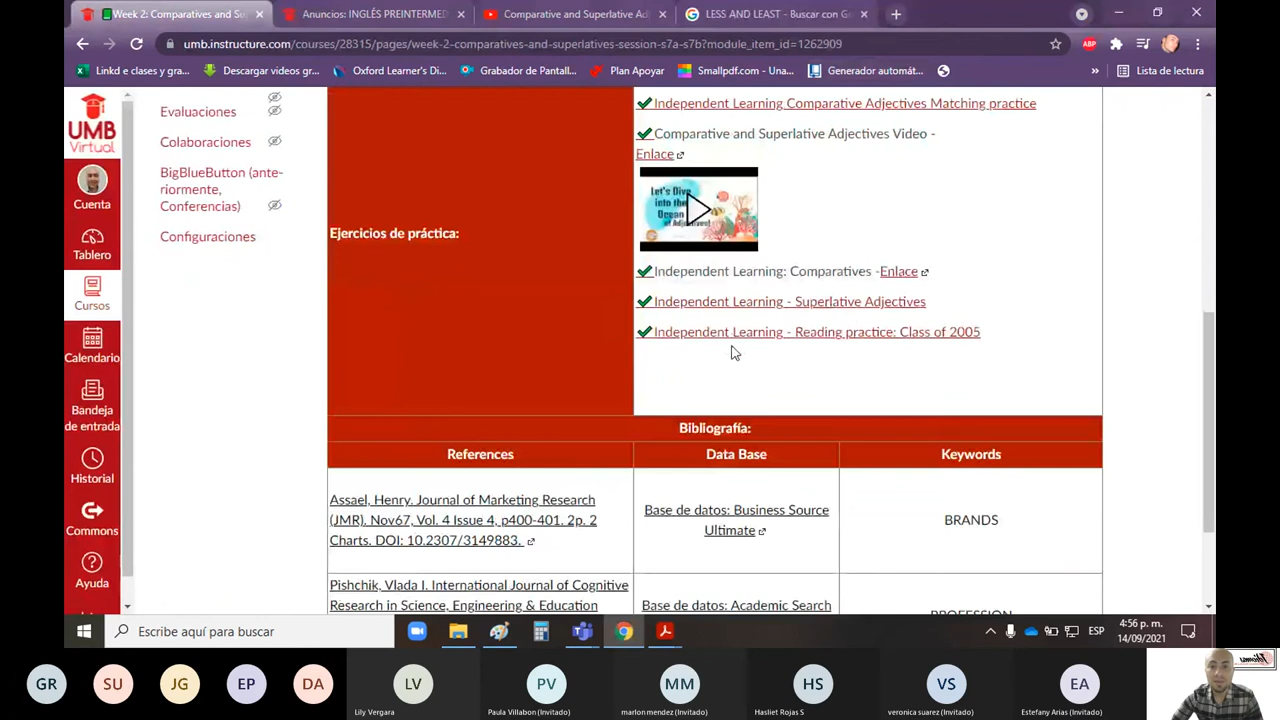 Week 2: Comparatives and Su
Anuncios: INGLÉS PREINTERMED
Comparative and Superlative Adj
LESS AND LEAST - Buscar con Go
umb.instructure.com/courses/28315/pages/week-2-comparatives-and-superlatives-session-s7a-s7b?module_item_id=1262909
ABP
Linkd e clases y gra...
Descargar videos gr...
Oxford Learner's Di...
Grabador de Pantall...
Plan Apoyar
Smallpdf.com - Una...
Generador automát...
»
Lista de lectura
UMB
Virtual
Cuenta
Tablero
Cursos
Calendario
Bandeja
de entrada
Historial
Commons
Ayuda
Evaluaciones
Colaboraciones
BigBlueButton (ante-
riormente,
Conferencias)
Configuraciones
Ejercicios de práctica:
Independent Learning Comparative Adjectives Matching practice
Comparative and Superlative Adjectives Video -
Enlace
Let's Dive
into the
Ocean
of Adjectives!
Independent Learning: Comparatives -Enlace
Independent Learning - Superlative Adjectives
Independent Learning - Reading practice: Class of 2005
Bibliografía:
References
Data Base
Keywords
Assael, Henry. Journal of Marketing Research
(JMR). Nov67, Vol. 4 Issue 4, p400-401. 2p. 2
Charts. DOI: 10.2307/3149883.
Base de datos: Business Source
Ultimate
BRANDS
Pishchik, Vlada I. International Journal of Cognitive
Research in Science, Engineering & Education
Base de datos: Academic Search
PROFESSION
Escribe aquí para buscar
ESP
4:56 p. m.
14/09/2021
GR
SU
JG
EP
DA
LV
Lily Vergara
PV
Paula Villabon (Invitado)
MM
marlon mendez (Invitado)
HS
Hasliet Rojas S
VS
veronica suarez (Invitado)
EA
Estefany Arias (Invitado)